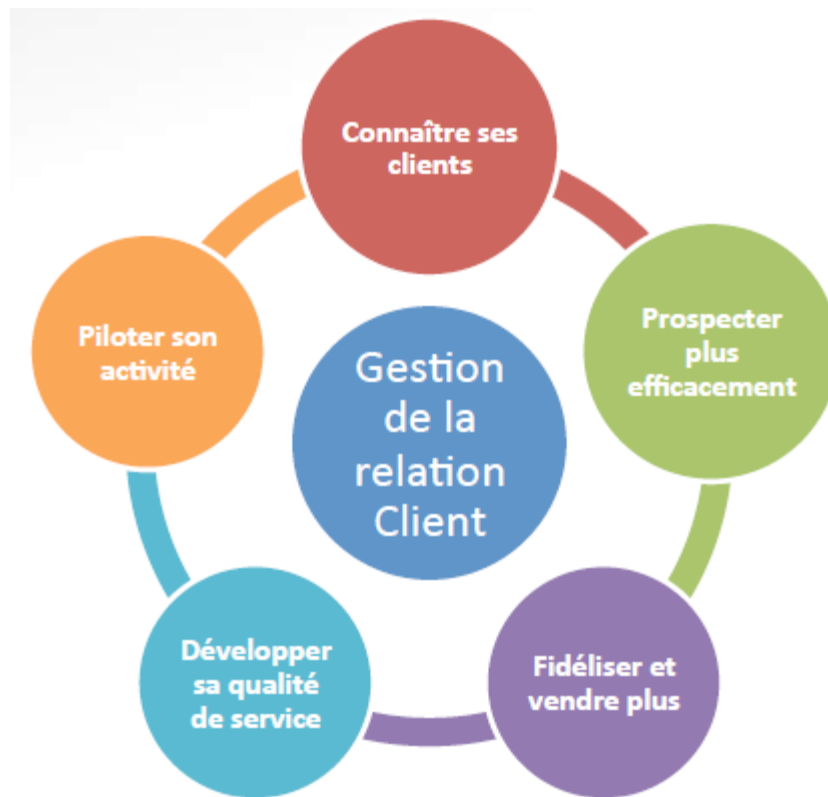 Connaître ses
clients
Prospecter
plus
efficacement
Fidéliser et
vendre plus
Développer
sa qualité
de service
Piloter son
activité
Gestion
de la
relation
Client